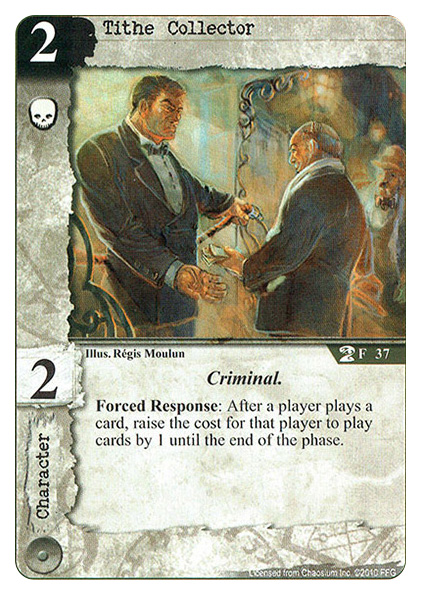 2
Tithe Collector
Illus. Régis Moulun
F 37
2
Criminal.
Forced Response: After a player plays a
card, raise the cost for that player to play
cards by 1 until the end of the phase.
Character
Licensed from Chaosium Inc. ©2010 FFG